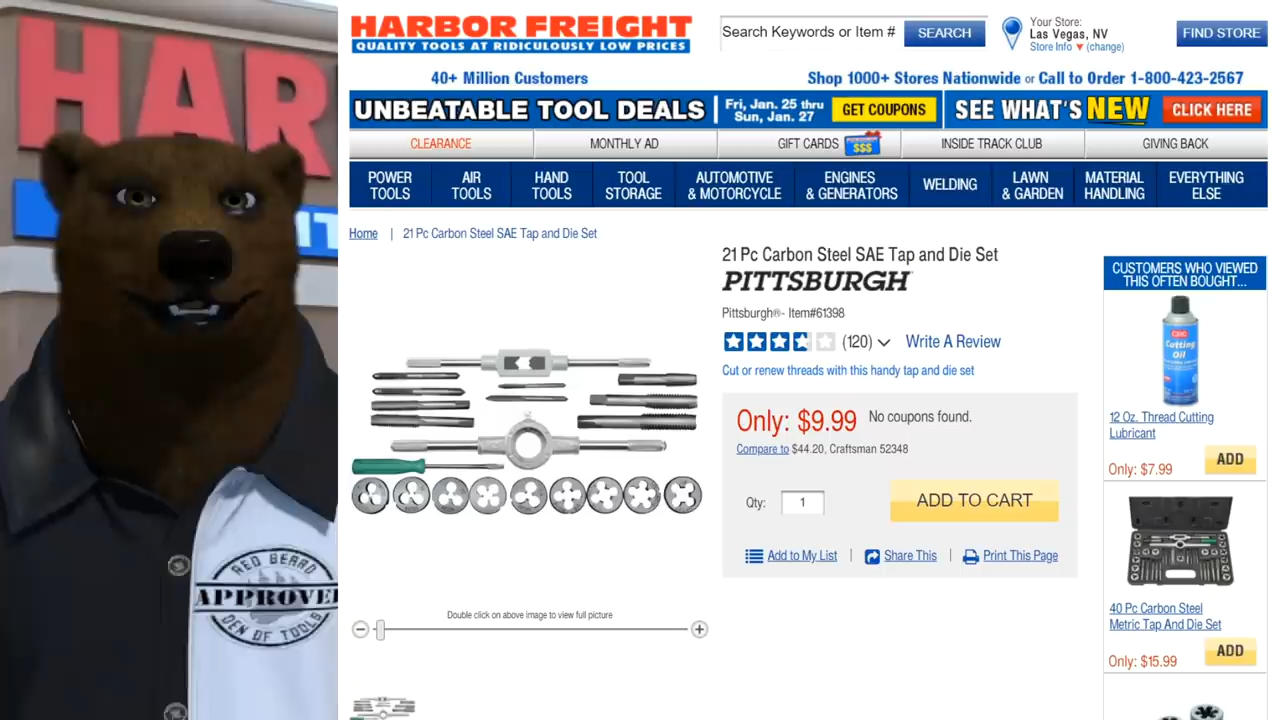 HAR
IT
RED BEARD
APPROVED
DEN OF TOOLS
HARBOR FREIGHT
QUALITY TOOLS AT RIDICULOUSLY LOW PRICES
Search Keywords or Item #
SEARCH
Your Store:
Las Vegas, NV
Store Info ▼ (change)
FIND STORE
40+ Million Customers
Shop 1000+ Stores Nationwide or Call to Order 1-800-423-2567
UNBEATABLE TOOL DEALS
Fri, Jan. 25 thru
Sun, Jan. 27
GET COUPONS
SEE WHAT'S NEW
CLICK HERE
CLEARANCE
MONTHLY AD
GIFT CARDS
$$$
INSIDE TRACK CLUB
GIVING BACK
POWER
TOOLS
AIR
TOOLS
HAND
TOOLS
TOOL
STORAGE
AUTOMOTIVE
& MOTORCYCLE
ENGINES
& GENERATORS
WELDING
LAWN
& GARDEN
MATERIAL
HANDLING
EVERYTHING
ELSE
Home | 21 Pc Carbon Steel SAE Tap and Die Set
21 Pc Carbon Steel SAE Tap and Die Set
PITTSBURGH
Pittsburgh®- Item#61398
(120)
Write A Review
Cut or renew threads with this handy tap and die set
Only: $9.99
No coupons found.
Compare to $44.20, Craftsman 52348
Qty:
1
ADD TO CART
Add to My List
Share This
Print This Page
Double click on above image to view full picture
CUSTOMERS WHO VIEWED
THIS OFTEN BOUGHT...
CRC
Cutting
Oil
12 Oz. Thread Cutting
Lubricant
Only: $7.99
ADD
40 Pc Carbon Steel
Metric Tap And Die Set
Only: $15.99
ADD